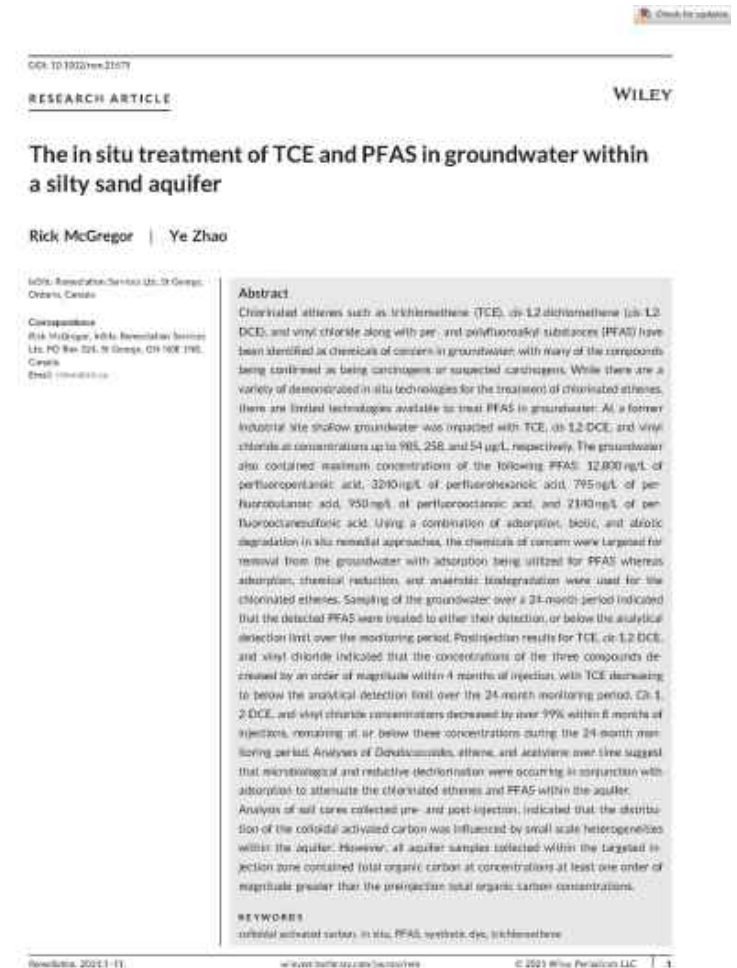 Check for updates
DOI: 10.1002/rem.21675
RESEARCH ARTICLE
WILEY
The in situ treatment of TCE and PFAS in groundwater within
a silty sand aquifer
Rick McGregor | Ye Zhao
InSitu Remediation Services Ltd, St George,
Ontario, Canada
Correspondence
Rick McGregor, InSitu Remediation Services
Ltd, PO Box 324, St George, ON N0E 1N0,
Canada.
Email:
Abstract
Chlorinated ethenes such as trichloroethene (TCE), cis-1,2-dichloroethene (cis-1,2-
DCE), and vinyl chloride along with per- and polyfluoroalkyl substances (PFAS) have
been identified as chemicals of concern in groundwater; with many of the compounds
being confirmed as being carcinogens or suspected carcinogens. While there are a
variety of demonstrated in situ technologies for the treatment of chlorinated ethenes,
there are limited technologies available to treat PFAS in groundwater. At a former
industrial site shallow groundwater was impacted with TCE, cis-1,2-DCE, and vinyl
chloride at concentrations up to 985, 258, and 54 µg/L, respectively. The groundwater
also contained maximum concentrations of the following PFAS: 12,800 ng/L of
perfluoropentanoic acid, 3240 ng/L of perfluorohexanoic acid, 795 ng/L of per-
fluorobutanoic acid, 950 ng/L of perfluorooctanoic acid, and 2140 ng/L of per-
fluorooctanesulfonic acid. Using a combination of adsorption, biotic, and abiotic
degradation in situ remedial approaches, the chemicals of concern were targeted for
removal from the groundwater with adsorption being utilized for PFAS whereas
adsorption, chemical reduction, and anaerobic biodegradation were used for the
chlorinated ethenes. Sampling of the groundwater over a 24-month period indicated
that the detected PFAS were treated to either their detection, or below the analytical
detection limit over the monitoring period. Postinjection results for TCE, cis-1,2-DCE,
and vinyl chloride indicated that the concentrations of the three compounds de-
creased by an order of magnitude within 4 months of injection, with TCE decreasing
to below the analytical detection limit over the 24-month monitoring period. Cis-1,
2-DCE, and vinyl chloride concentrations decreased by over 99% within 8 months of
injections, remaining at or below these concentrations during the 24-month mon-
itoring period. Analyses of Dehalococcoides, ethene, and acetylene over time suggest
that microbiological and reductive dechlorination were occurring in conjunction with
adsorption to attenuate the chlorinated ethenes and PFAS within the aquifer.
Analysis of soil cores collected pre- and post-injection, indicated that the distribu-
tion of the colloidal activated carbon was influenced by small scale heterogeneities
within the aquifer. However, all aquifer samples collected within the targeted in-
jection zone contained total organic carbon at concentrations at least one order of
magnitude greater than the preinjection total organic carbon concentrations.
KEYWORDS
colloidal activated carbon, in situ, PFAS, synthetic dye, trichloroethene
Remediation. 2021;1–11.
wileyonlinelibrary.com/journal/rem
© 2021 Wiley Periodicals LLC | 1